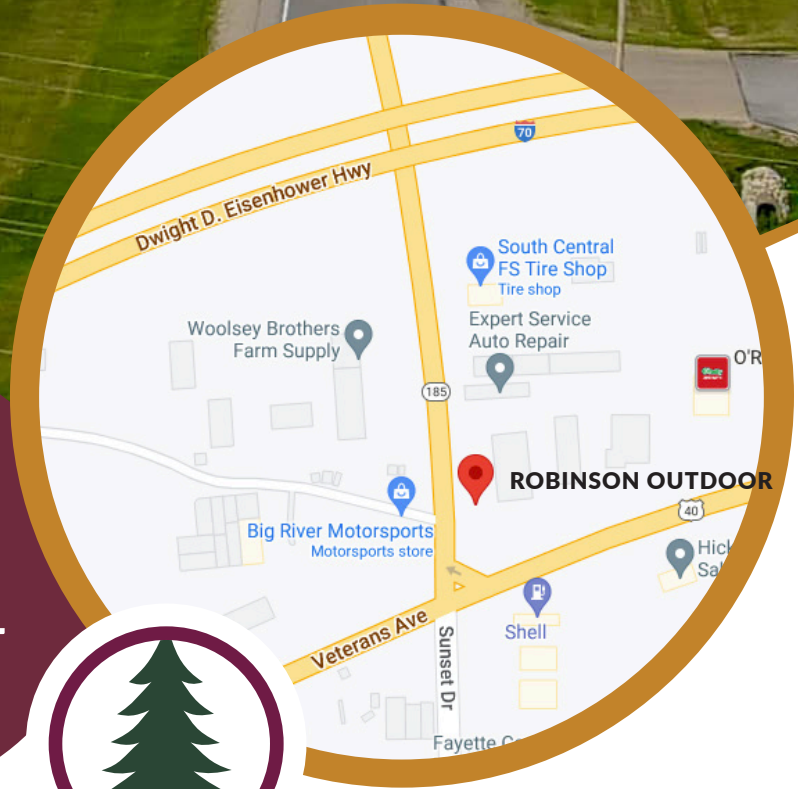 70
Dwight D. Eisenhower Hwy
South Central
FS Tire Shop
Tire shop
Woolsey Brothers
Farm Supply
Expert Service
Auto Repair
O'R
185
ROBINSON OUTDOOR
40
Big River Motorsports
Motorsports store
Hick
Sal
Shell
Veterans Ave
Sunset Dr
Fayette